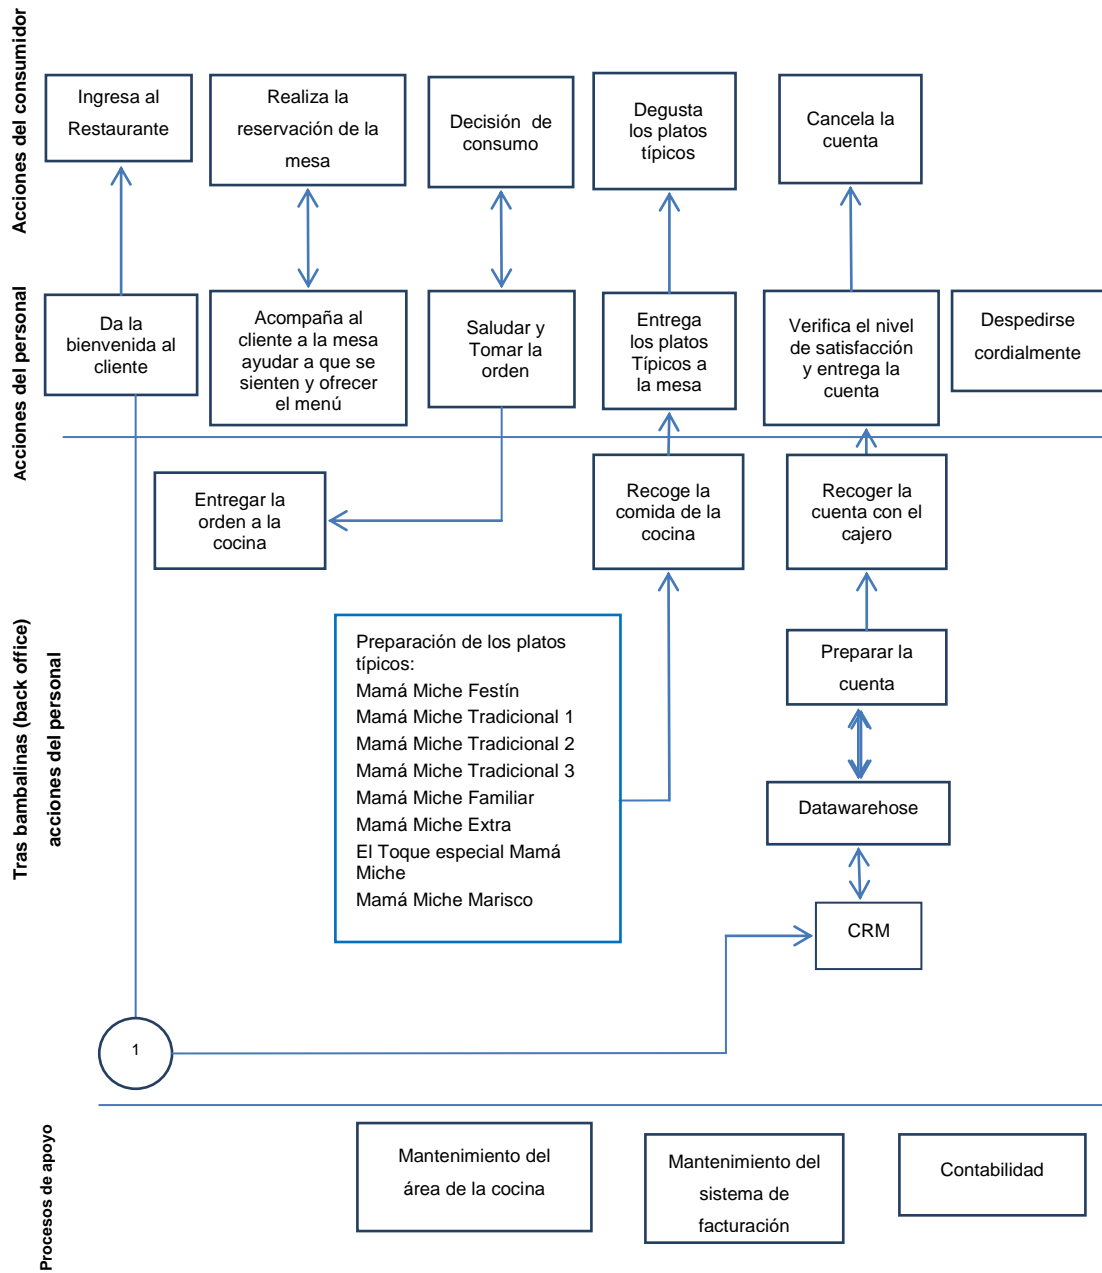 Acciones del consumidor
Ingresa al
Restaurante
Realiza la
reservación de la
mesa
Decisión de
consumo
Degusta
los platos
típicos
Cancela la
cuenta
Acciones del personal
Da la
bienvenida al
cliente
Acompaña al
cliente a la mesa
ayudar a que se
sienten y ofrecer
el menú
Saludar y
Tomar la
orden
Entrega
los platos
Típicos a
la mesa
Verifica el nivel
de satisfacción
y entrega la
cuenta
Despedirse
cordialmente
Tras bambalinas (back office)
acciones del personal
Entregar la
orden a la
cocina
Recoge la
comida de la
cocina
Recoger la
cuenta con el
cajero
Preparación de los platos
típicos:
Mamá Miche Festín
Mamá Miche Tradicional 1
Mamá Miche Tradicional 2
Mamá Miche Tradicional 3
Mamá Miche Familiar
Mamá Miche Extra
El Toque especial Mamá
Miche
Mamá Miche Marisco
Preparar la
cuenta
Datawarehose
CRM
1
Procesos de apoyo
Mantenimiento del
área de la cocina
Mantenimiento del
sistema de
facturación
Contabilidad